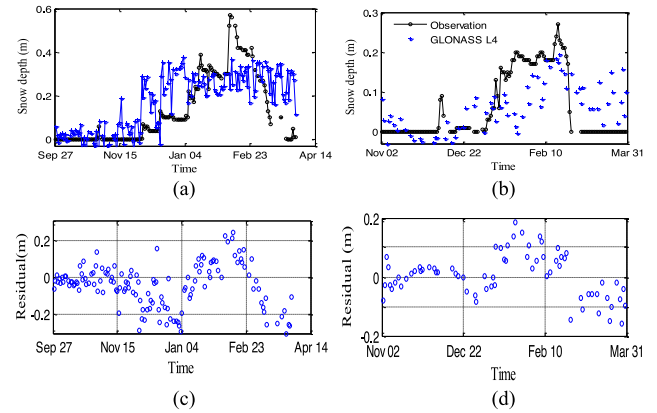 0.6
0.4
0.2
0
Snow depth (m)
Sep 27 Nov 15 Jan 04 Feb 23 Apr 14
Time
(a)
0.3
0.2
0.1
0
Snow depth (m)
Observation
GLONASS L4
Nov 02 Dec 22 Feb 10 Mar 31
Time
(b)
0.2
0
-0.2
Residual(m)
Sep 27 Nov 15 Jan 04 Feb 23 Apr 14
Time
(c)
0.2
0
-0.2
Residual (m)
Nov 02 Dec 22 Feb 10 Mar 31
Time
(d)